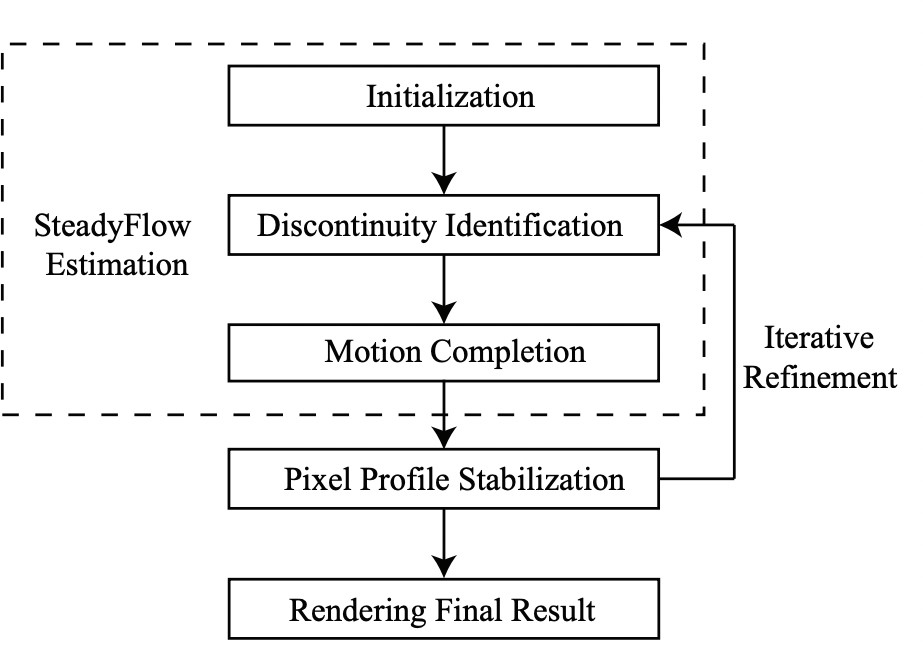 Initialization
SteadyFlow
Estimation
Discontinuity Identification
Motion Completion
Iterative
Refinement
Pixel Profile Stabilization
Rendering Final Result